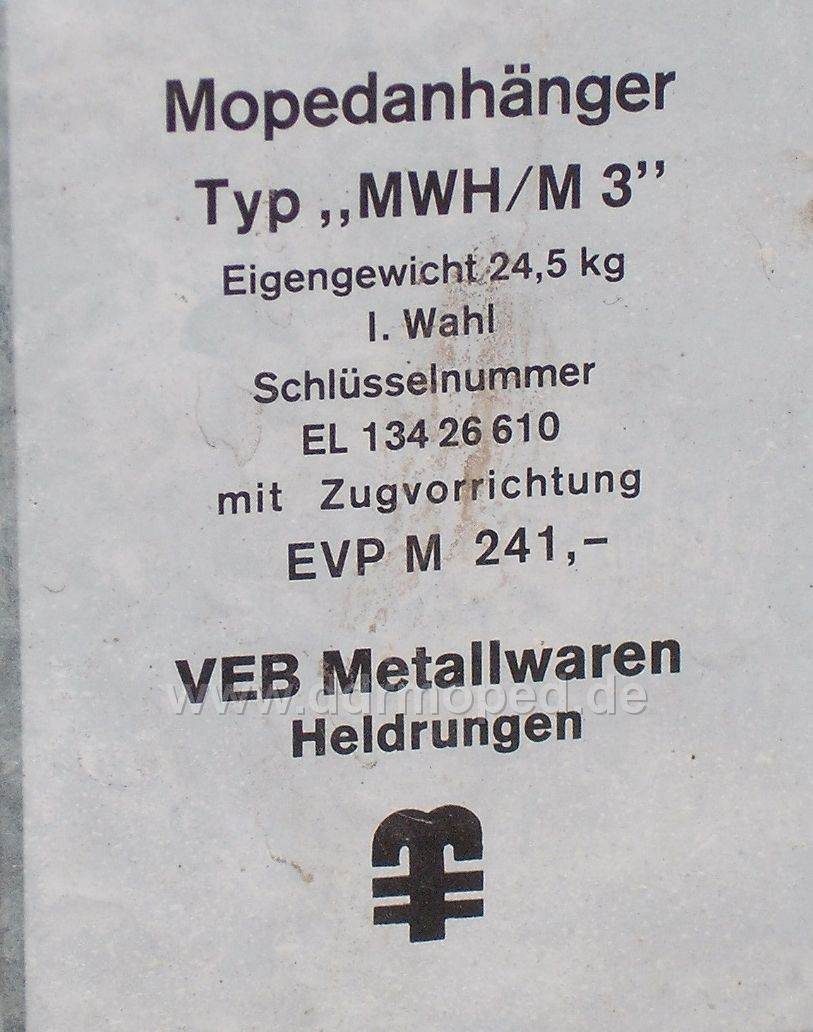 Mopedanhänger
Typ „MWH/M 3”
Eigengewicht 24,5 kg
I. Wahl
Schlüsselnummer
EL 134 26 610
mit Zugvorrichtung
EVP M 241,–
VEB Metallwaren
www.ddrmoped.de
Heldrungen